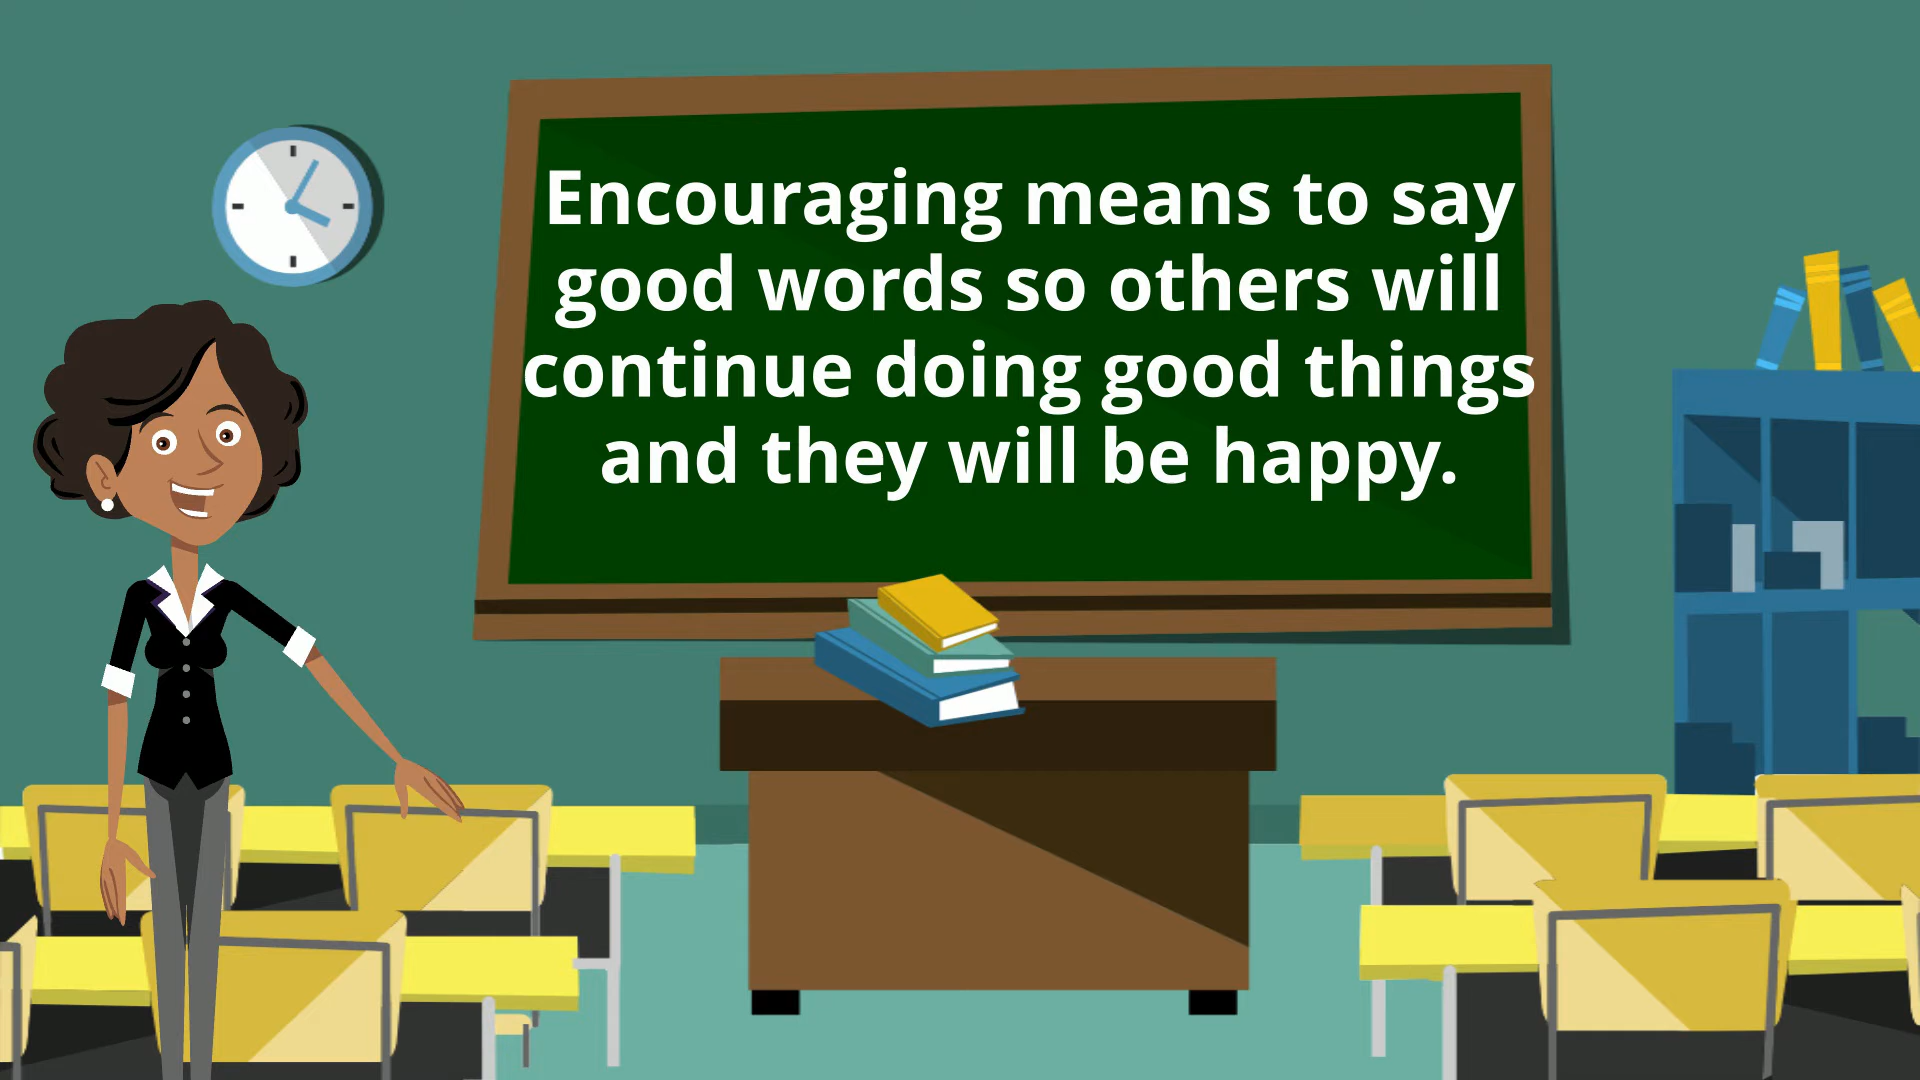 Encouraging means to say
good words so others will
continue doing good things
and they will be happy.